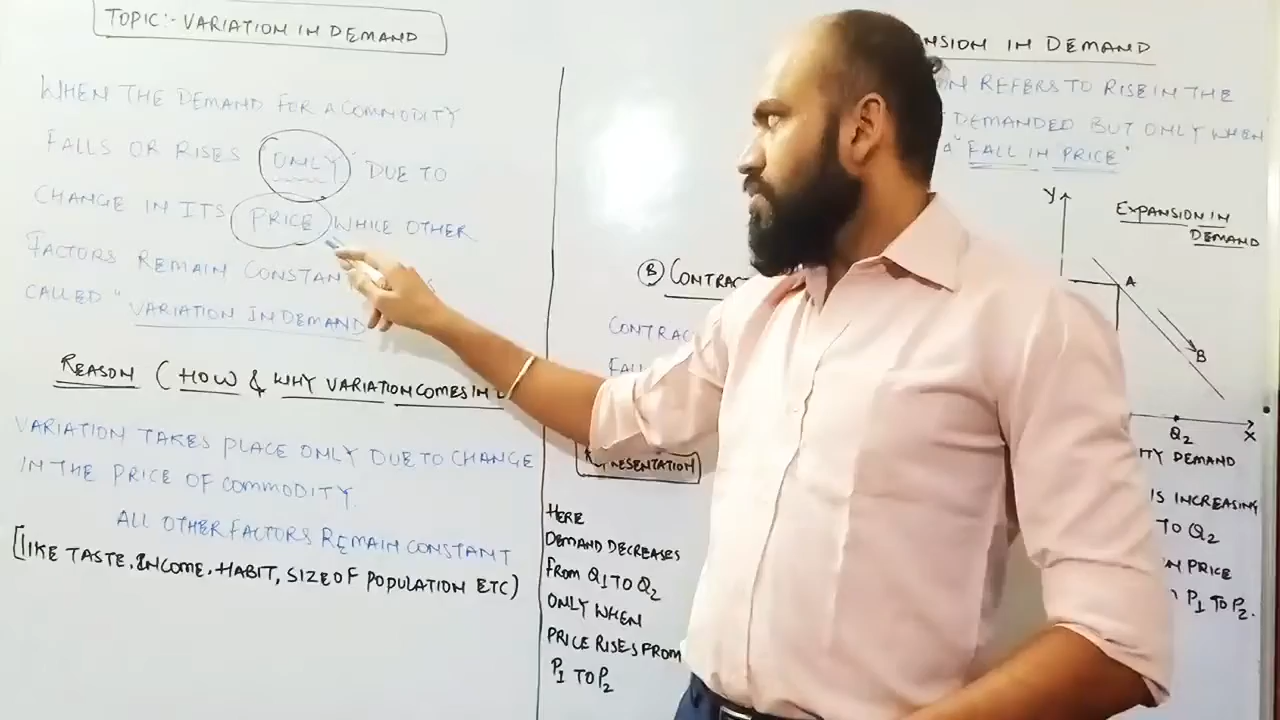 TOPIC:- VARIATION IN DEMAND
WHEN THE DEMAND FOR A COMMODITY
FALLS OR RISES "ONLY" DUE TO
CHANGE IN ITS PRICE WHILE OTHER
FACTORS REMAIN CONSTAN
CALLED "VARIATION IN DEMAND
REASON (HOW & WHY VARIATION COMES IN
VARIATION TAKES PLACE ONLY DUE TO CHANGE
IN THE PRICE OF COMMODITY.
ALL OTHER FACTORS REMAIN CONSTANT
[LIKE TASTE, INCOME, HABIT, SIZE OF POPULATION ETC)
B CONTRAC
CONTRAC
FAL
REPRESENTATION
HERE
DEMAND DECREASES
FROM Q1 TO Q2
ONLY WHEN
PRICE RISES FROM
P1 TO P2
NSION IN DEMAND
ON REFERS TO RISE IN THE
DEMANDED BUT ONLY WHEN
a "FALL IN PRICE"
Y
EXPANSION IN
DEMAND
A
B
Q2
X
ITY DEMAND
IS INCREASING
TO Q2
N PRICE
P1 TO P2.